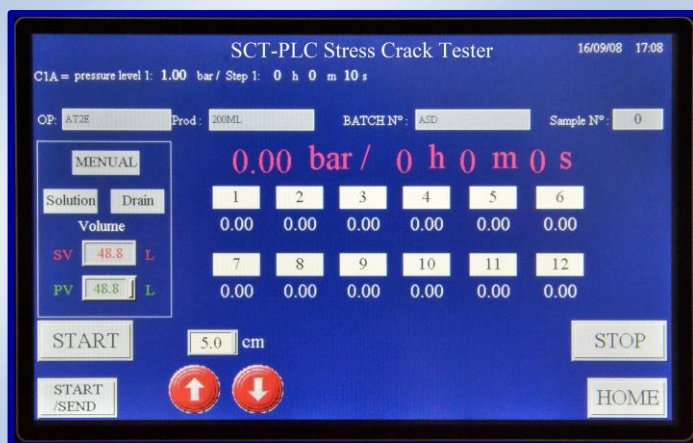 SCT-PLC Stress Crack Tester 16/09/08 17:08
C1A = pressure level 1: 1.00 bar / Step 1: 0 h 0 m 10 s
OP: AT2E Prod : 200ML BATCH N° : ASD Sample N° : 0
MENUAL
0.00 bar / 0 h 0 m 0 s
Solution Drain
1 2 3 4 5 6
Volume
0.00 0.00 0.00 0.00 0.00 0.00
SV 48.8 L
7 8 9 10 11 12
PV 48.8 L
0.00 0.00 0.00 0.00 0.00 0.00
START
5.0 cm
STOP
START
/SEND
HOME